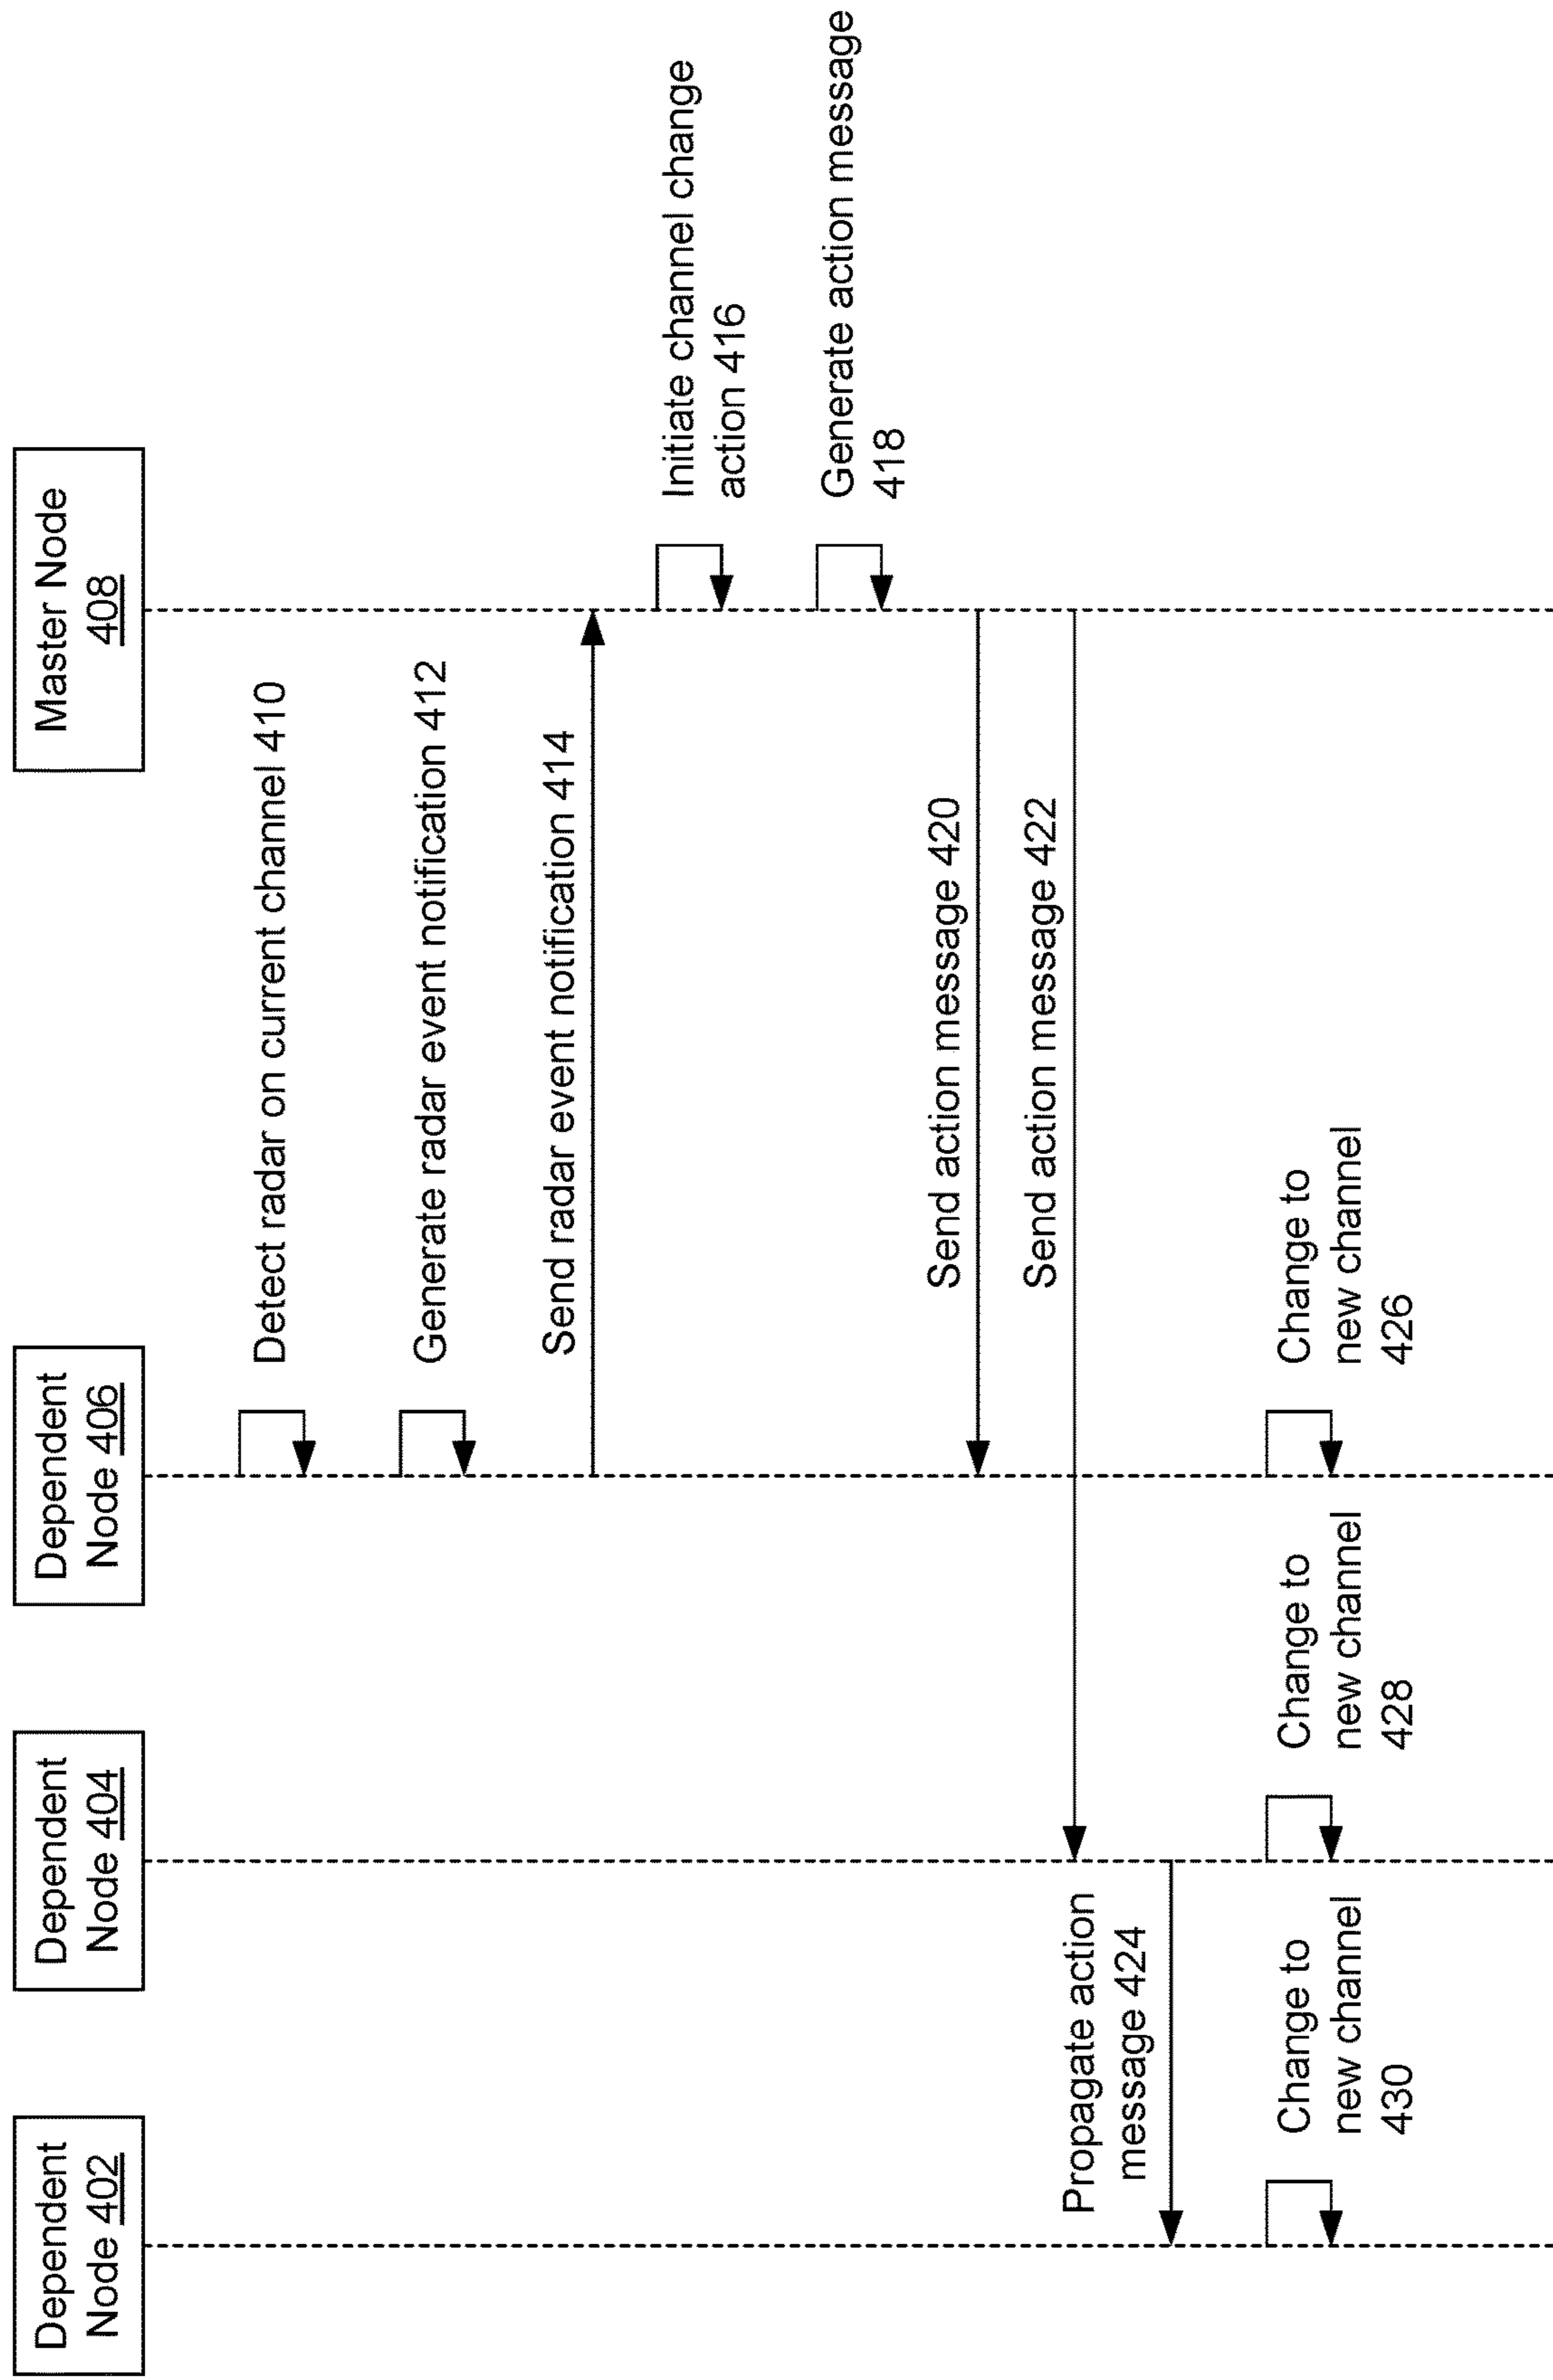 Dependent
Node 402
Dependent
Node 404
Dependent
Node 406
Master Node
408
Detect radar on current channel 410
Generate radar event notification 412
Send radar event notification 414
Initiate channel change
action 416
Generate action message
418
Send action message 420
Send action message 422
Propagate action
message 424
Change to
new channel
430
Change to
new channel
428
Change to
new channel
426